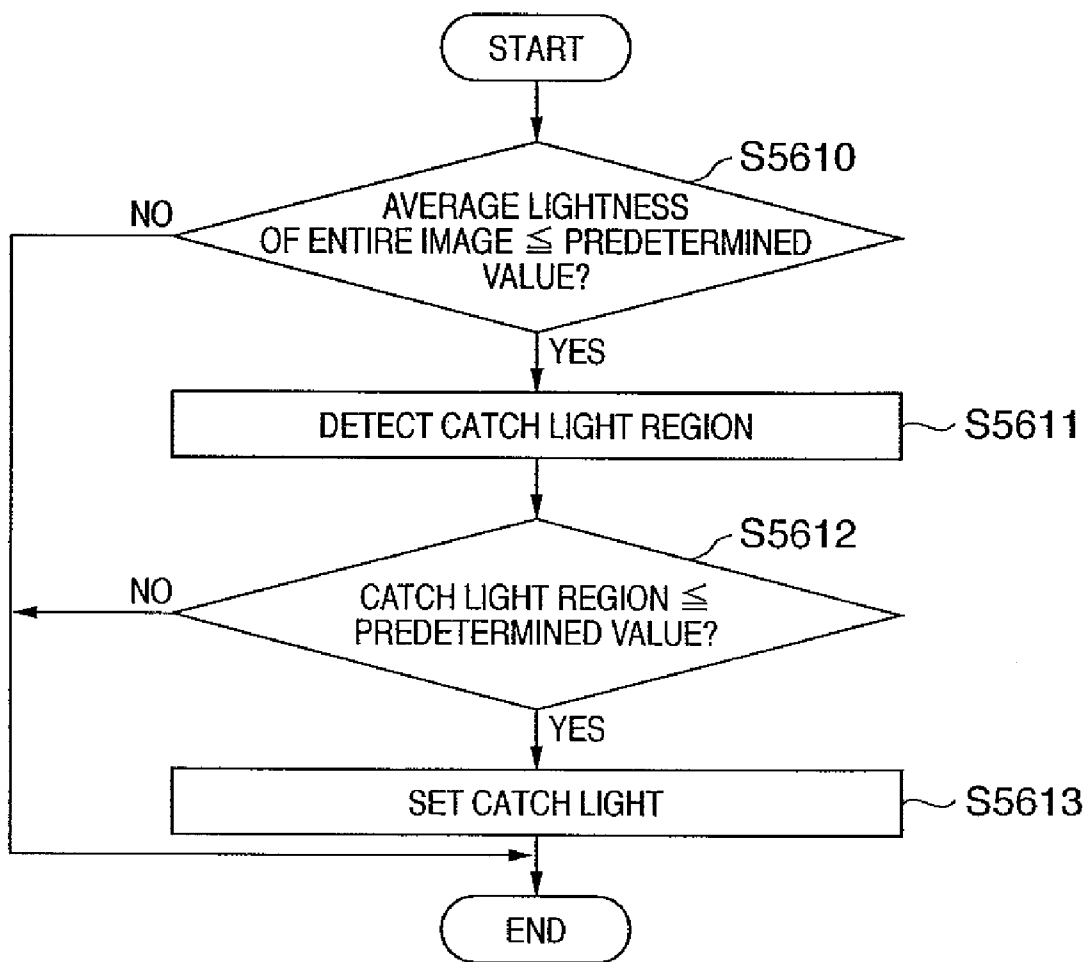 START
S5610
NO
AVERAGE LIGHTNESS
OF ENTIRE IMAGE ≦ PREDETERMINED
VALUE?
YES
DETECT CATCH LIGHT REGION
S5611
S5612
NO
CATCH LIGHT REGION ≦
PREDETERMINED VALUE?
YES
SET CATCH LIGHT
S5613
END